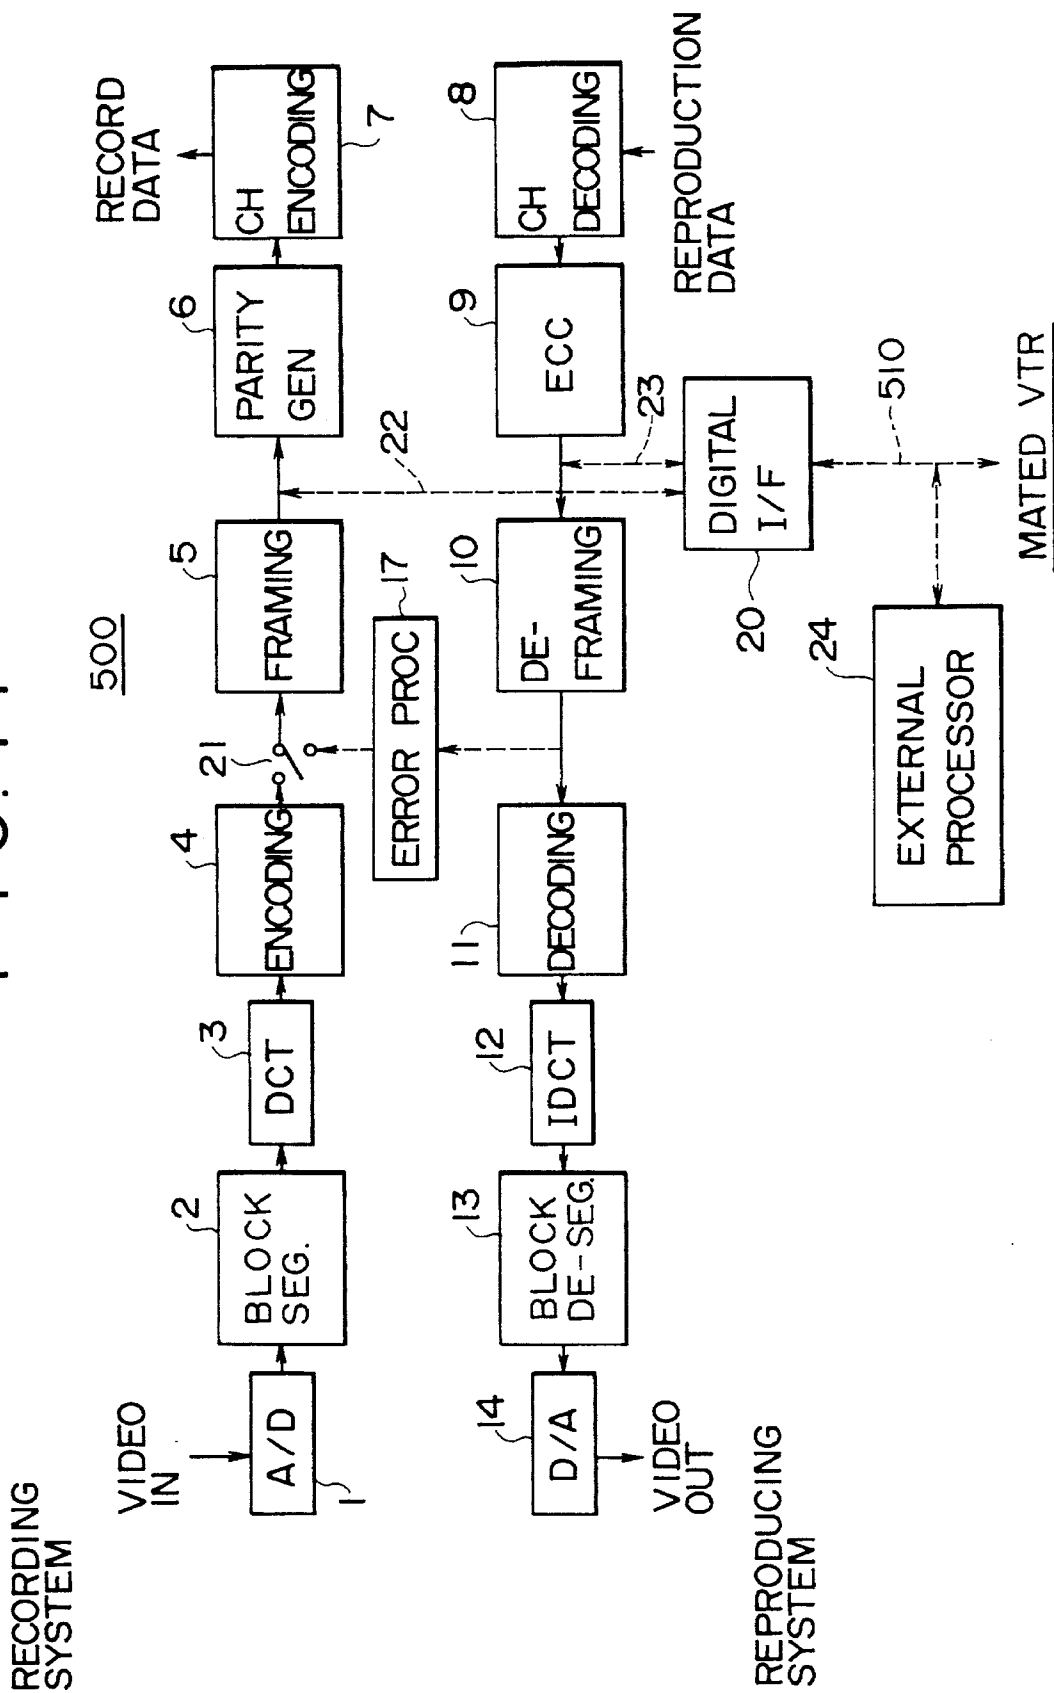 500
RECORDING
SYSTEM
VIDEO
IN
A/D
1
BLOCK
SEG.
2
DCT
3
ENCODING
4
21
FRAMING
5
PARITY
GEN
6
CH
ENCODING
7
RECORD
DATA
22
ERROR PROC
17
VIDEO
OUT
D/A
14
BLOCK
DE-SEG.
13
IDCT
12
DECODING
11
DE-
FRAMING
10
ECC
9
CH
DECODING
8
REPRODUCTION
DATA
23
DIGITAL
I/F
20
510
EXTERNAL
PROCESSOR
24
MATED VTR
REPRODUCING
SYSTEM